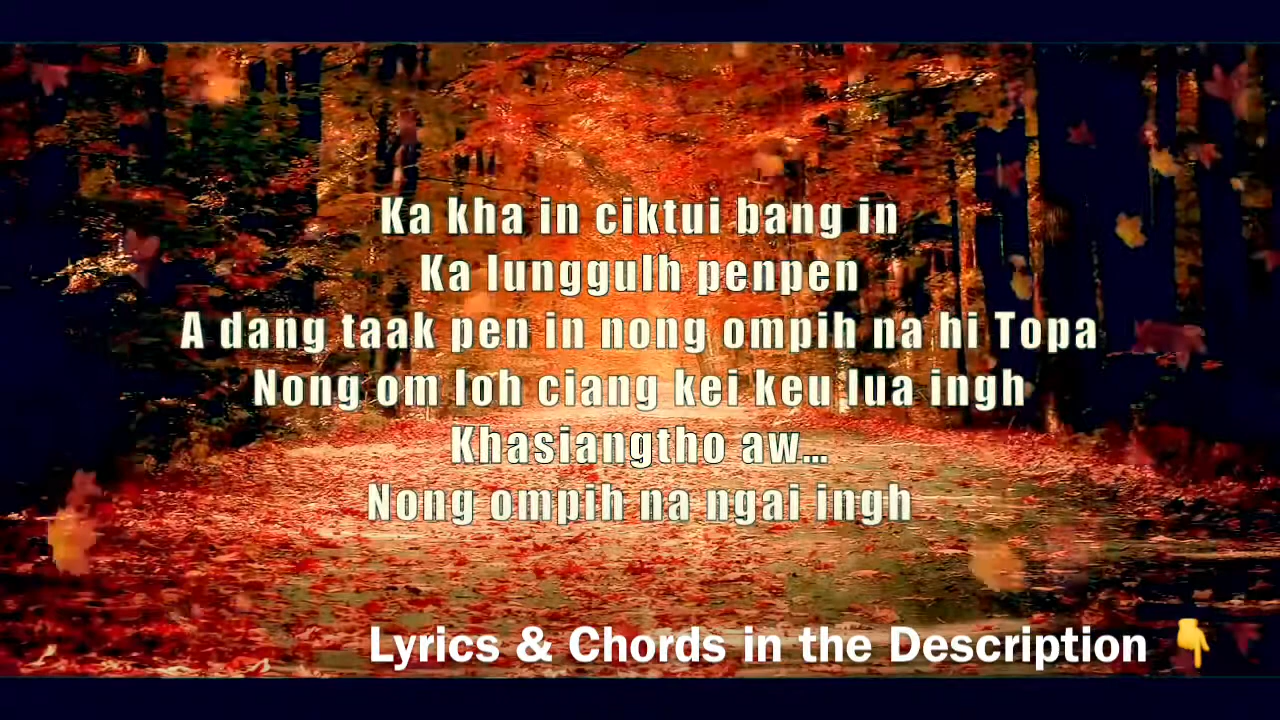 Ka kha in ciktui bang in
Ka lunggulh penpen
A dang taak pen in nong ompih na hi Topa
Nong om loh ciang kei keu lua ingh
Khasiangtho aw...
Nong ompih na ngai ingh
Lyrics & Chords in the Description 👇